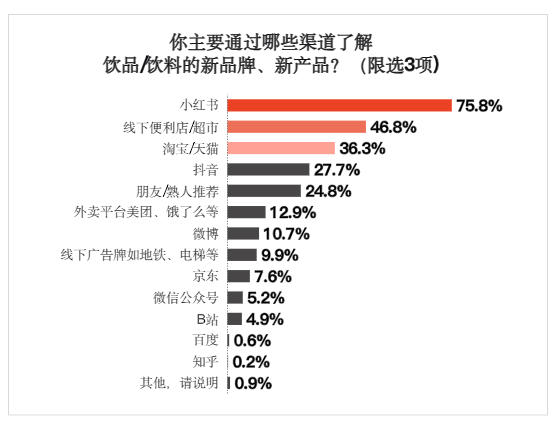 你主要通过哪些渠道了解
饮品/饮料的新品牌、新产品？（限选3项）
小红书 75.8%
线下便利店/超市 46.8%
淘宝/天猫 36.3%
抖音 27.7%
朋友/熟人推荐 24.8%
外卖平台美团、饿了么等 12.9%
微博 10.7%
线下广告牌如地铁、电梯等 9.9%
京东 7.6%
微信公众号 5.2%
B站 4.9%
百度 0.6%
知乎 0.2%
其他，请说明 0.9%